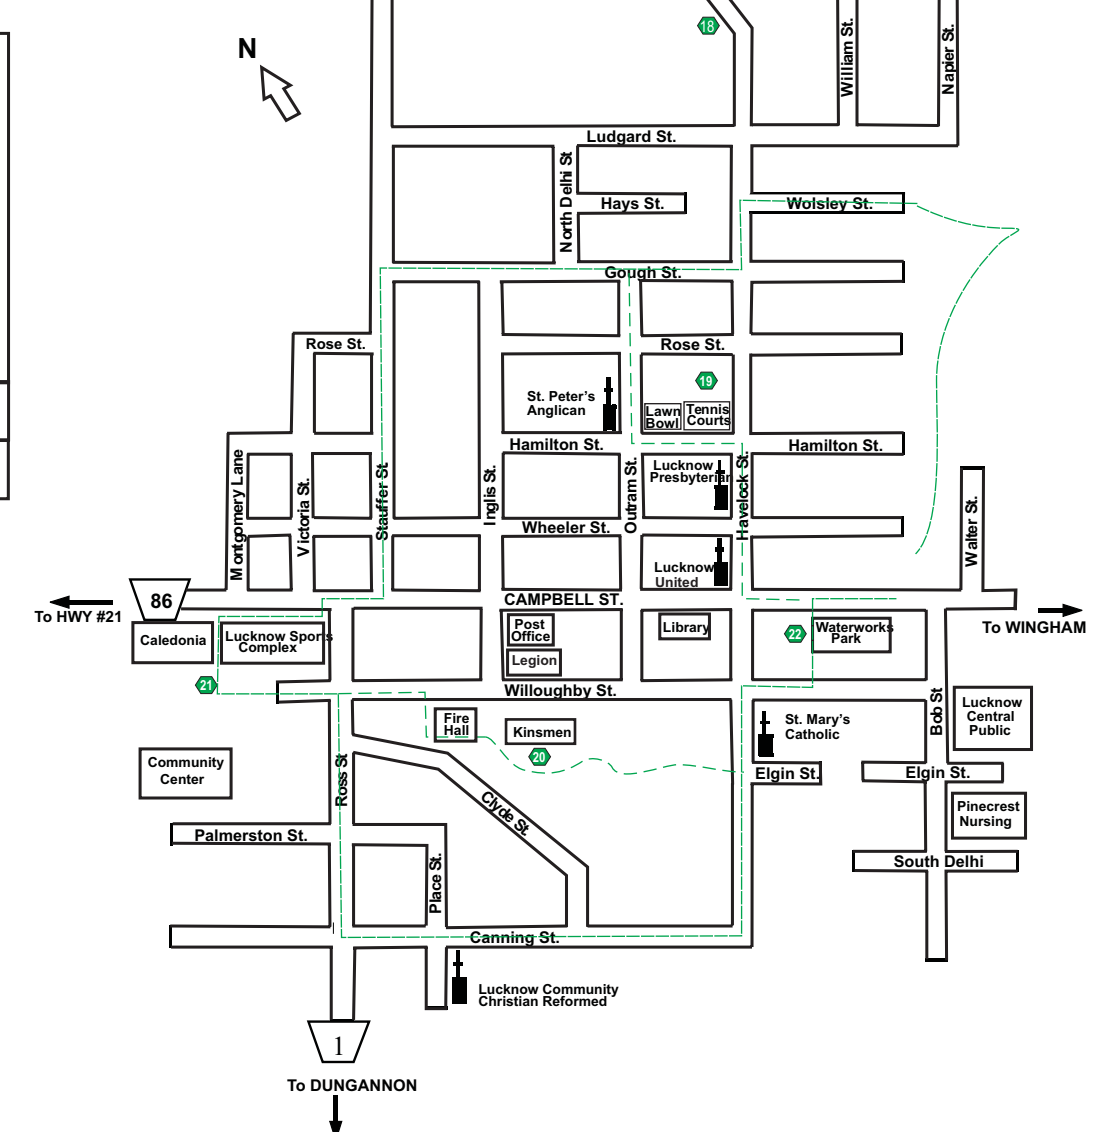 18
William St.
Napier St.
N
Ludgard St.
North Delhi St
Hays St.
Wolsley St.
Gough St.
Rose St.
Rose St.
19
St. Peter's
Anglican
Lawn
Bowl
Tennis
Courts
Hamilton St.
Hamilton St.
Montgomery Lane
Victoria St.
Stauffer St.
Inglis St.
Outram St.
Lucknow
Presbyterian
Havelock St.
Walter St.
Wheeler St.
Lucknow
United
86
To HWY #21
CAMPBELL ST.
To WINGHAM
Caledonia
Lucknow Sports
Complex
Post
Office
Legion
Library
22
Waterworks
Park
21
Willoughby St.
Bob St
Lucknow
Central
Public
Fire
Hall
Kinsmen
20
St. Mary's
Catholic
Community
Center
Ross St
Elgin St.
Elgin St.
Clyde St.
Pinecrest
Nursing
Palmerston St.
Place St.
South Delhi
Canning St.
Lucknow Community
Christian Reformed
1
To DUNGANNON